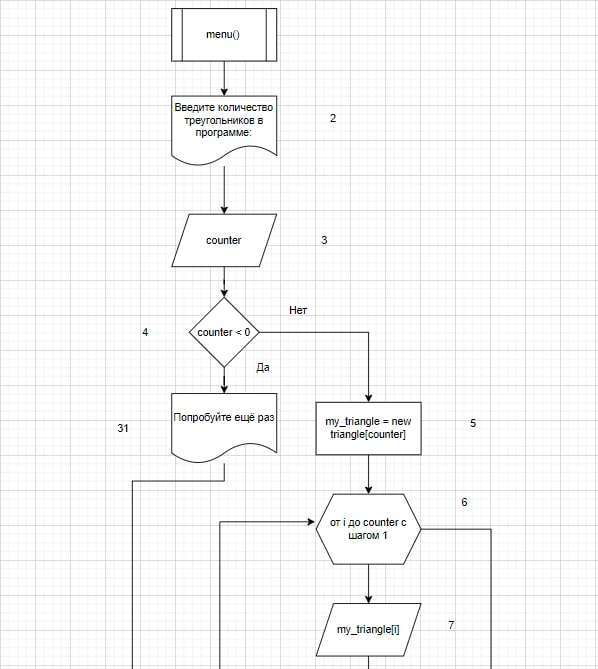 menu()
Введите количество
треугольников в
программе:
2
counter
3
Нет
counter < 0
4
Да
Попробуйте ещё раз
31
my_triangle = new
triangle[counter]
5
6
от i до counter с
шагом 1
my_triangle[i]
7